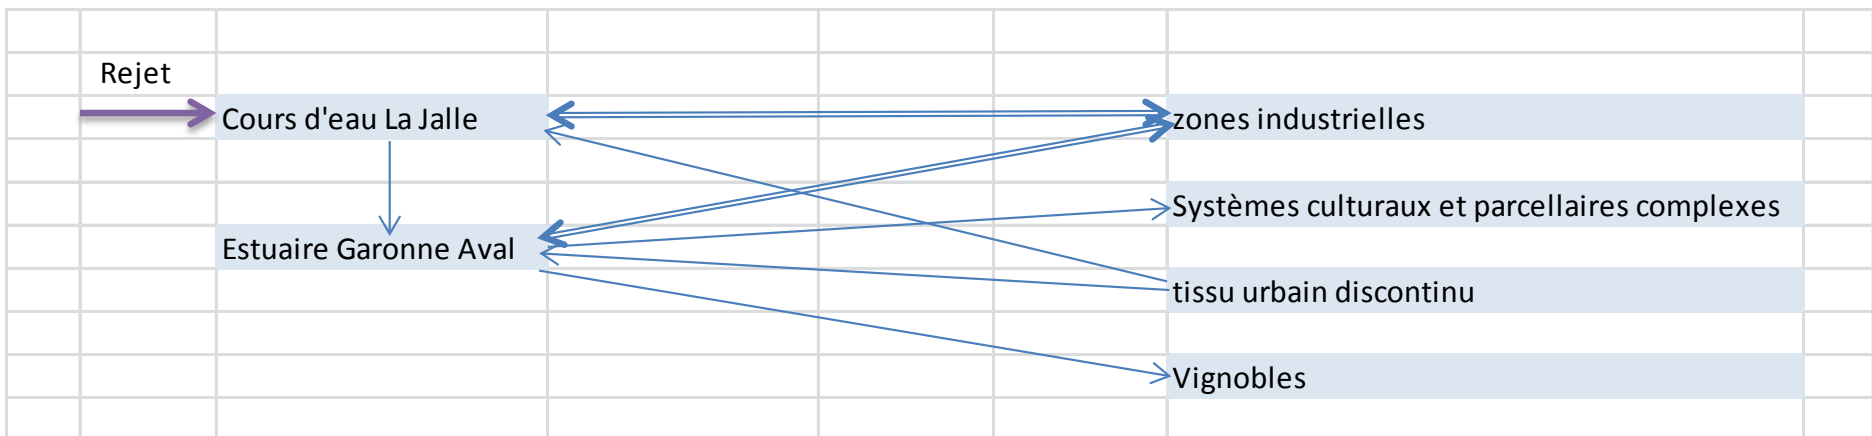 Rejet
Cours d'eau La Jalle
zones industrielles
Systèmes culturaux et parcellaires complexes
Estuaire Garonne Aval
tissu urbain discontinu
Vignobles